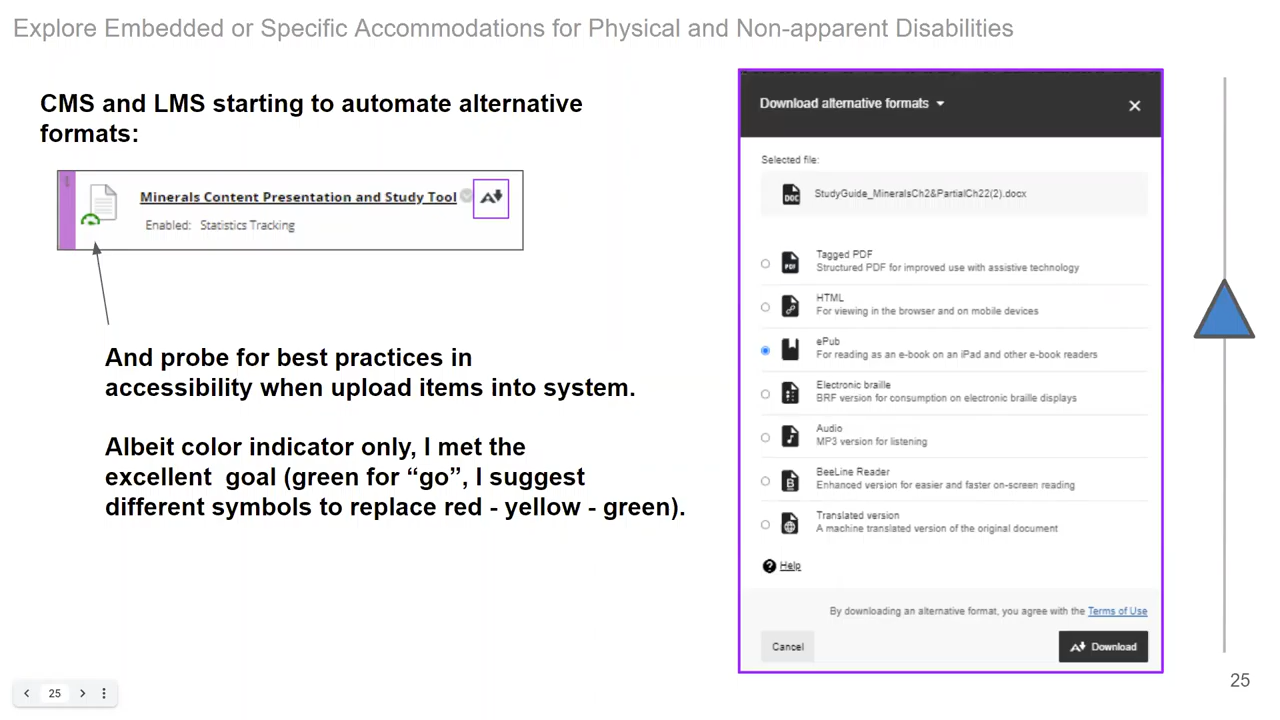 Explore Embedded or Specific Accommodations for Physical and Non-apparent Disabilities
CMS and LMS starting to automate alternative
formats:
Minerals Content Presentation and Study Tool
Enabled: Statistics Tracking
And probe for best practices in
accessibility when upload items into system.
Albeit color indicator only, I met the
excellent goal (green for “go”, I suggest
different symbols to replace red - yellow - green).
Download alternative formats
Selected file:
DOC
StudyGuide_MineralsCh2&PartialCh22(2).docx
PDF
Tagged PDF
Structured PDF for improved use with assistive technology
HTML
For viewing in the browser and on mobile devices
ePub
For reading as an e-book on an iPad and other e-book readers
Electronic braille
BRF version for consumption on electronic braille displays
Audio
MP3 version for listening
B
BeeLine Reader
Enhanced version for easier and faster on-screen reading
Translated version
A machine translated version of the original document
? Help
By downloading an alternative format, you agree with the Terms of Use
Cancel
A Download
25
25